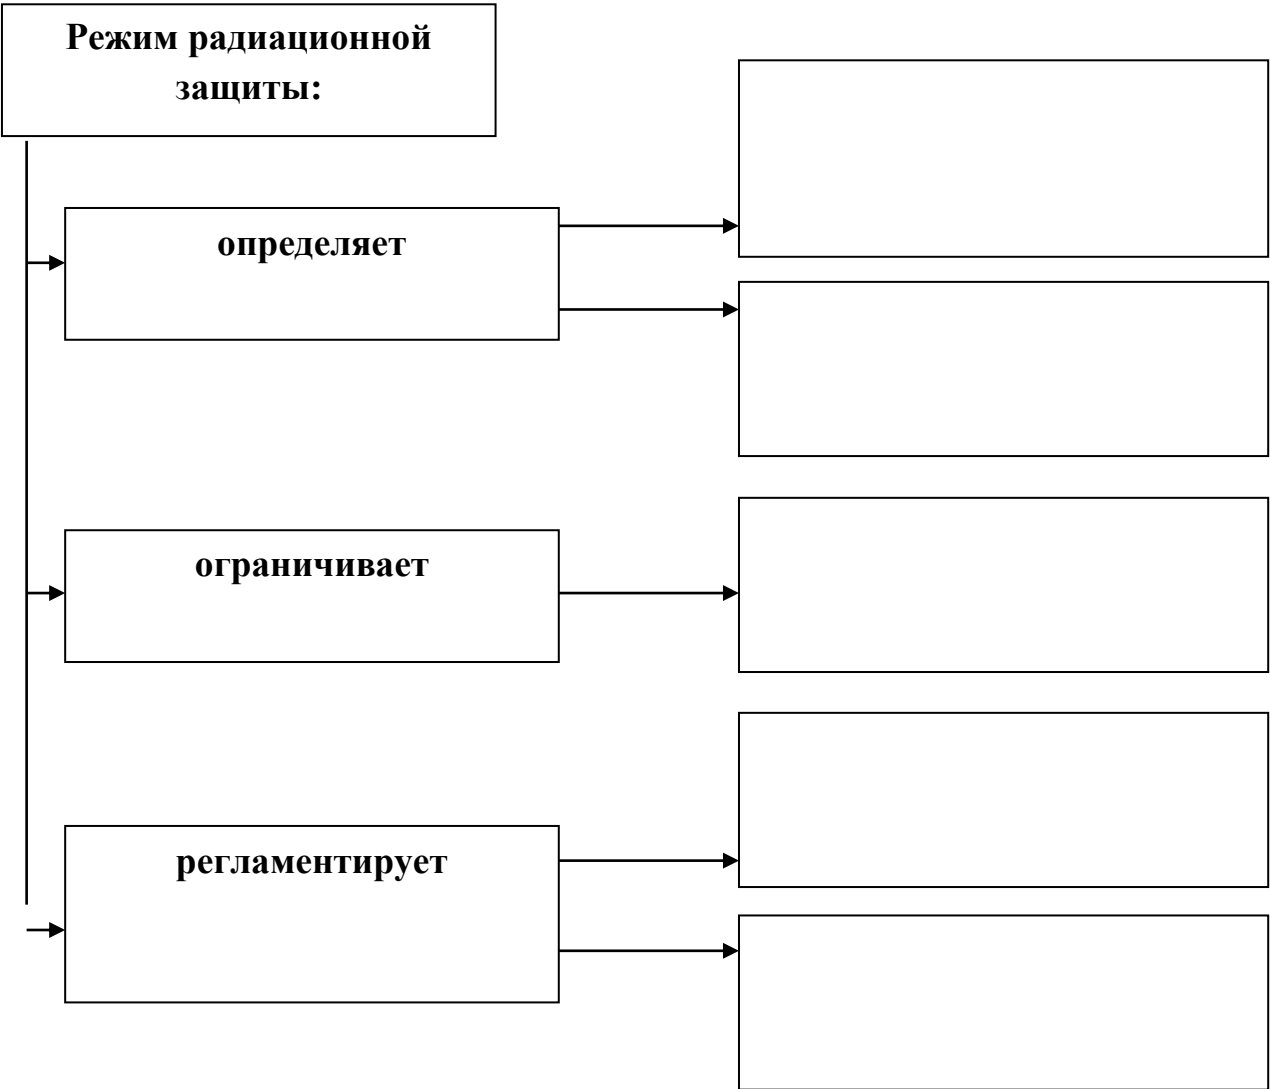 Режим радиационной
защиты:
определяет
ограничивает
регламентирует